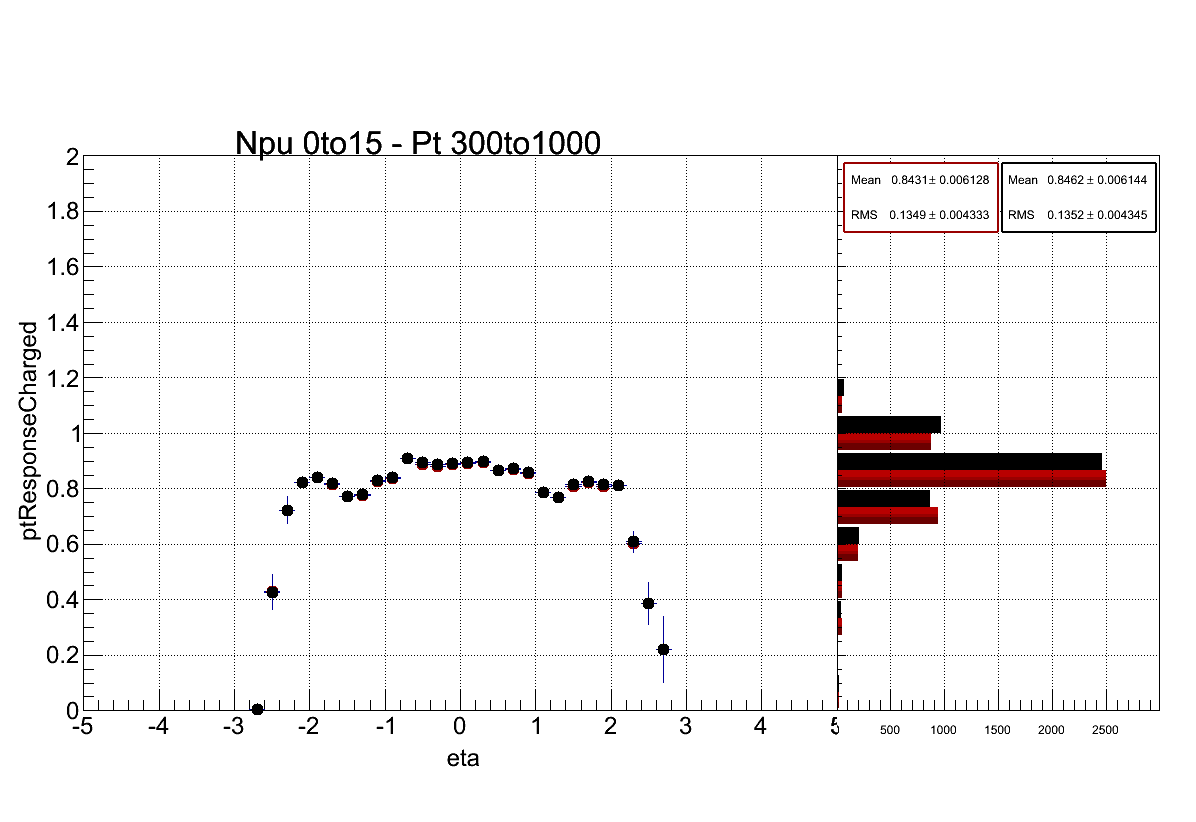 Npu 0to15 - Pt 300to1000
ptResponseCharged
2
1.8
1.6
1.4
1.2
1
0.8
0.6
0.4
0.2
0
-5 -4 -3 -2 -1 0 1 2 3 4 5
eta
Mean 0.8431 ± 0.006128
RMS 0.1349 ± 0.004333
Mean 0.8462 ± 0.006144
RMS 0.1352 ± 0.004345
500 1000 1500 2000 2500